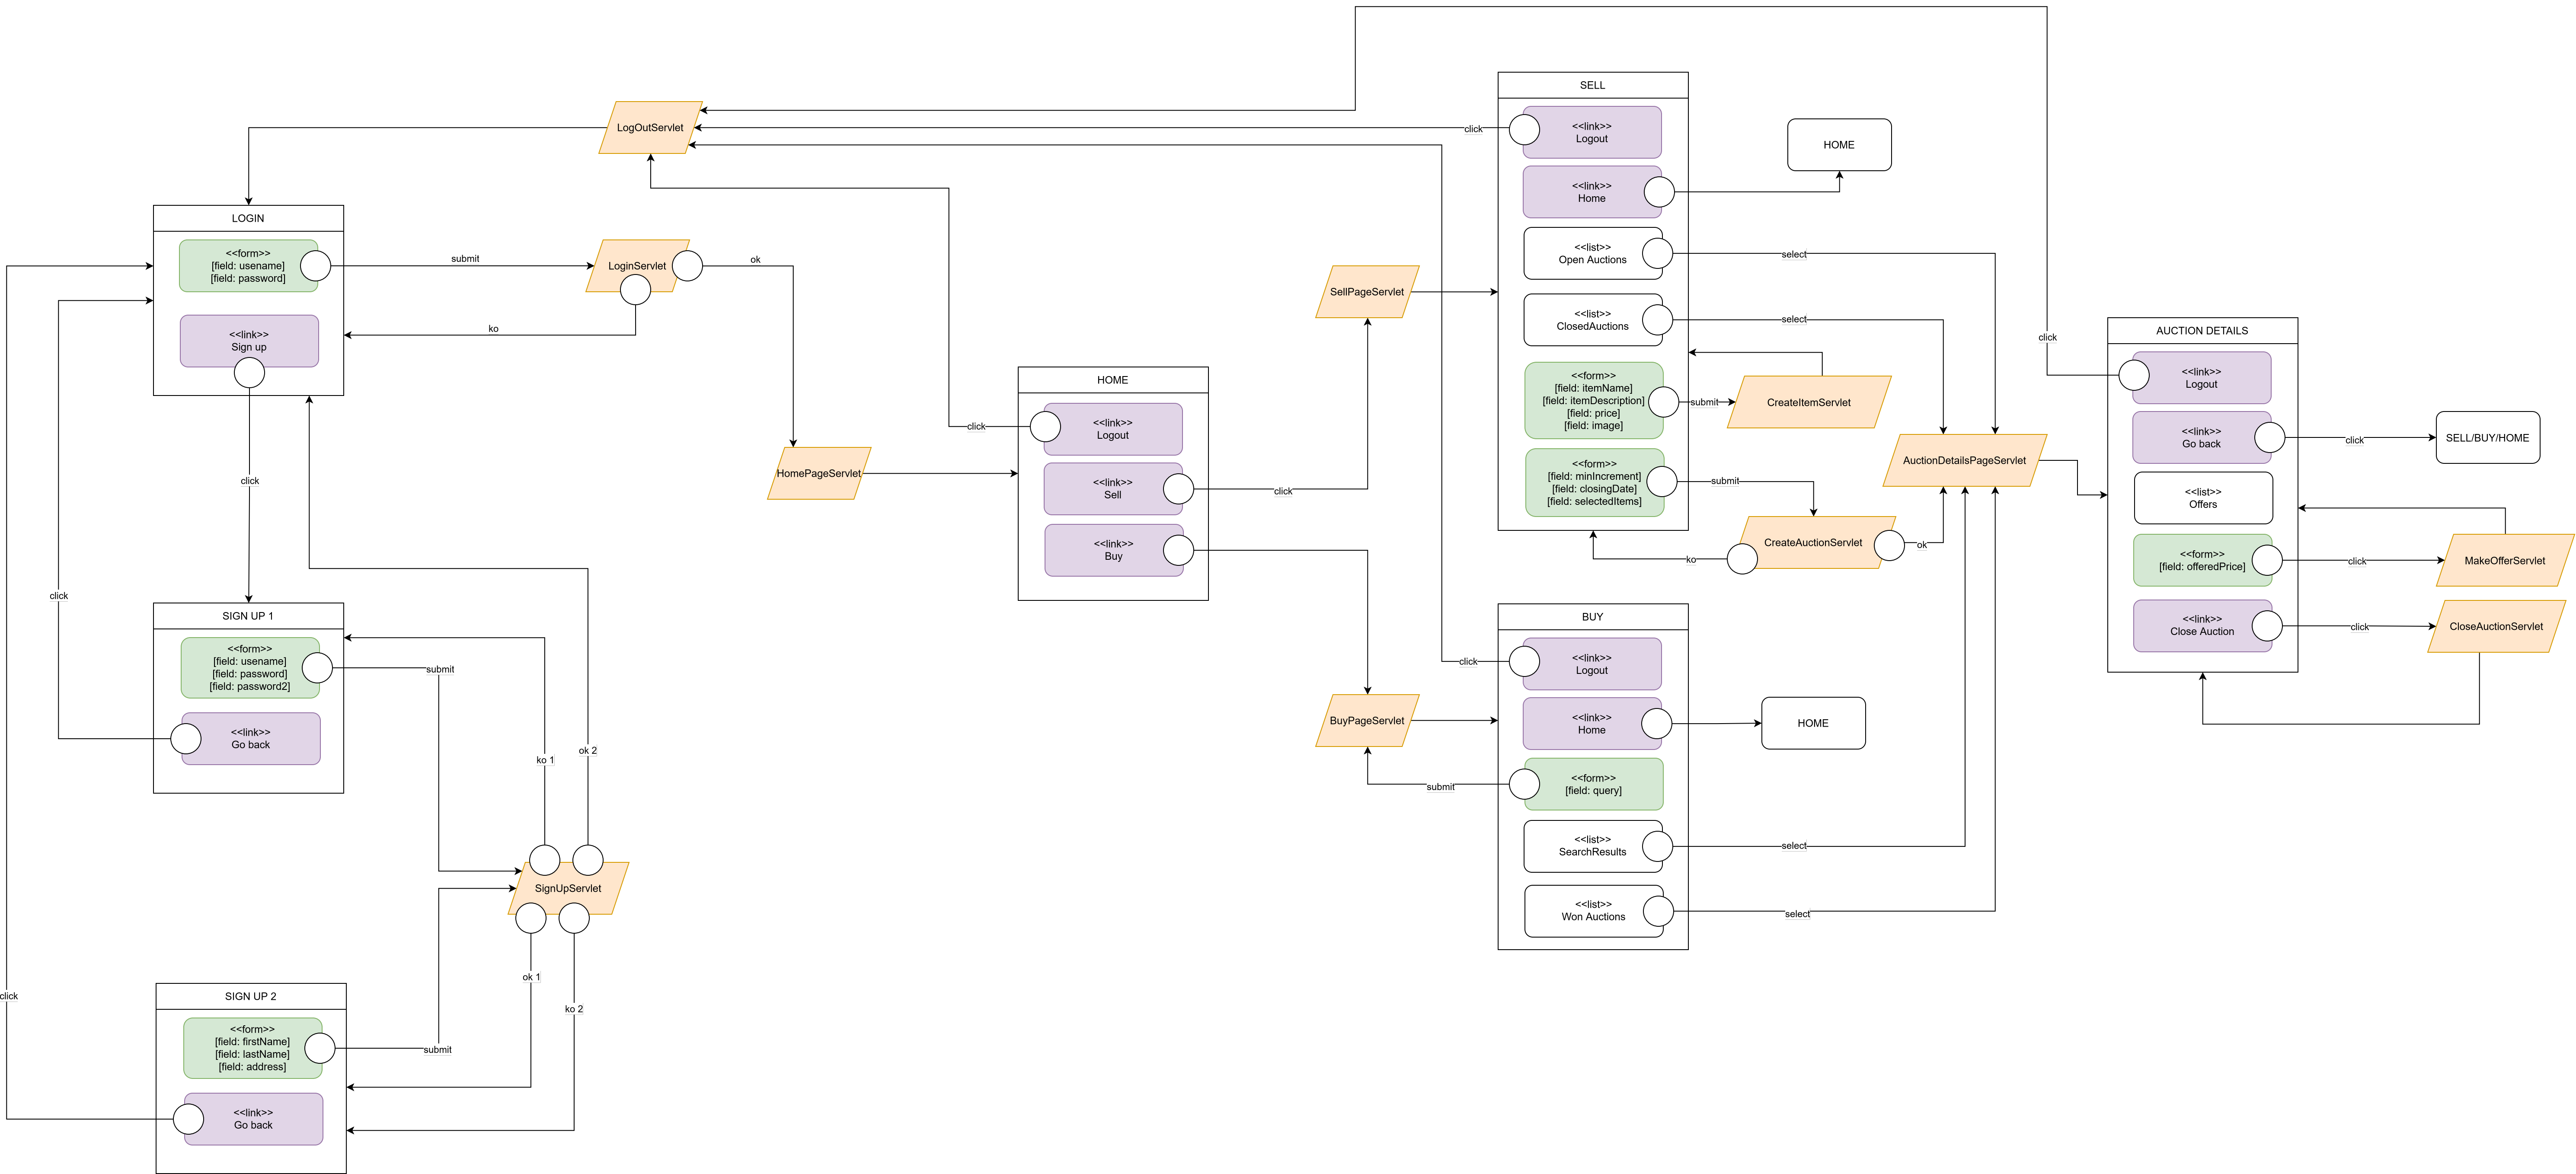 LOGIN
<<form>>
[field: usename]
[field: password]
<<link>>
Sign up
submit
click
click
click
LogOutServlet
LoginServlet
ok
ko
HomePageServlet
SIGN UP 1
<<form>>
[field: usename]
[field: password]
[field: password2]
<<link>>
Go back
submit
ko 1
ok 2
SignUpServlet
ok 1
ko 2
SIGN UP 2
<<form>>
[field: firstName]
[field: lastName]
[field: address]
<<link>>
Go back
submit
HOME
<<link>>
Logout
<<link>>
Sell
<<link>>
Buy
click
click
SellPageServlet
BuyPageServlet
SELL
<<link>>
Logout
<<link>>
Home
<<list>>
Open Auctions
<<list>>
ClosedAuctions
<<form>>
[field: itemName]
[field: itemDescription]
[field: price]
[field: image]
<<form>>
[field: minIncrement]
[field: closingDate]
[field: selectedItems]
click
HOME
select
select
submit
CreateItemServlet
submit
CreateAuctionServlet
ko
ok
AuctionDetailsPageServlet
BUY
<<link>>
Logout
<<link>>
Home
<<form>>
[field: query]
<<list>>
SearchResults
<<list>>
Won Auctions
click
HOME
submit
select
select
click
AUCTION DETAILS
<<link>>
Logout
<<link>>
Go back
<<list>>
Offers
<<form>>
[field: offeredPrice]
<<link>>
Close Auction
click
SELL/BUY/HOME
click
MakeOfferServlet
click
CloseAuctionServlet